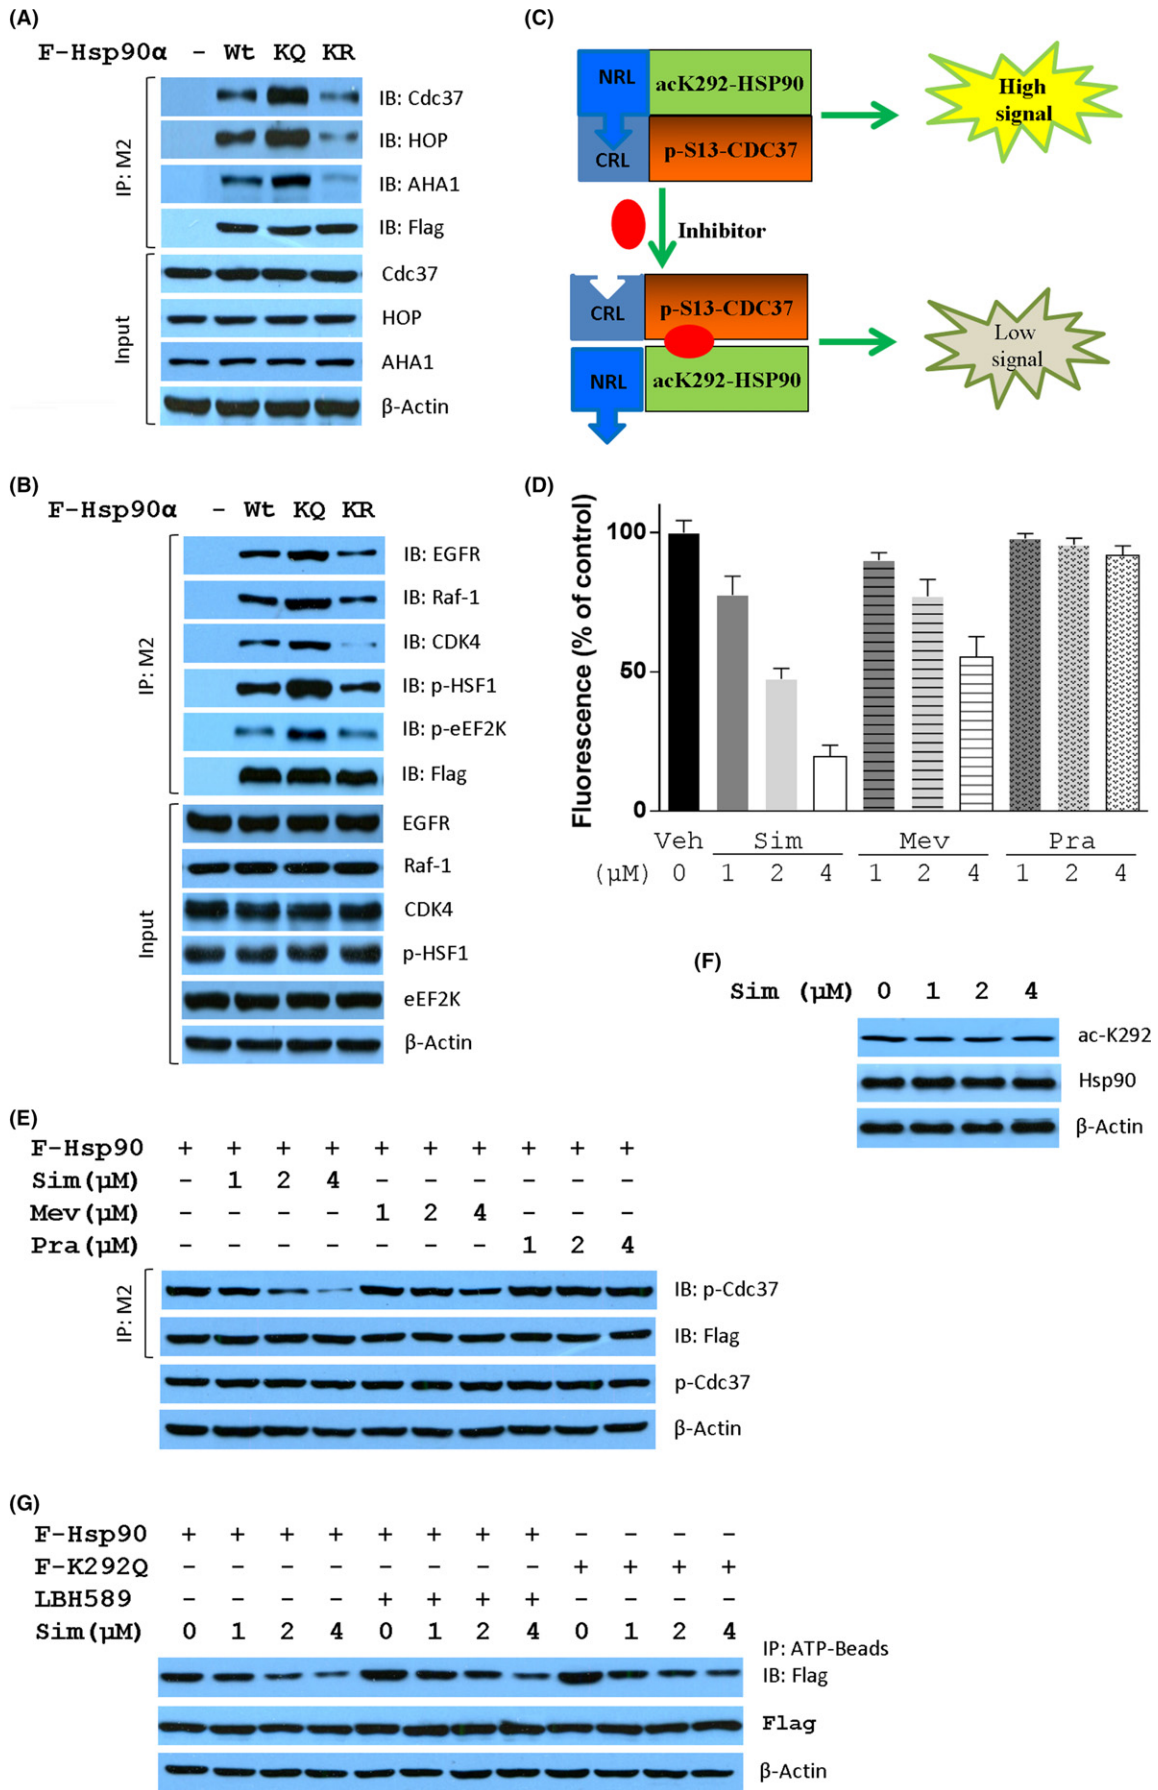 (A)
F-Hsp90α - Wt KQ KR
IP: M2
IB: Cdc37
IB: HOP
IB: AHA1
IB: Flag
Input
Cdc37
HOP
AHA1
β-Actin
(B)
F-Hsp90α - Wt KQ KR
IP: M2
IB: EGFR
IB: Raf-1
IB: CDK4
IB: p-HSF1
IB: p-eEF2K
IB: Flag
Input
EGFR
Raf-1
CDK4
p-HSF1
eEF2K
β-Actin
(C)
NRL acK292-HSP90
CRL p-S13-CDC37
High
signal
Inhibitor
CRL p-S13-CDC37
NRL acK292-HSP90
Low
signal
(D)
Fluorescence (% of control)
100
50
0
Veh Sim Mev Pra
(μM) 0 1 2 4 1 2 4 1 2 4
(F)
Sim (μM) 0 1 2 4
ac-K292
Hsp90
β-Actin
(E)
F-Hsp90 + + + + + + + + + +
Sim(μM) - 1 2 4 - - - - - -
Mev(μM) - - - - 1 2 4 - - -
Pra(μM) - - - - - - - 1 2 4
IP: M2
IB: p-Cdc37
IB: Flag
p-Cdc37
β-Actin
(G)
F-Hsp90 + + + + + + + + - - - -
F-K292Q - - - - - - - - + + + +
LBH589 - - - - + + + + - - - -
Sim(μM) 0 1 2 4 0 1 2 4 0 1 2 4
IP: ATP-Beads
IB: Flag
Flag
β-Actin